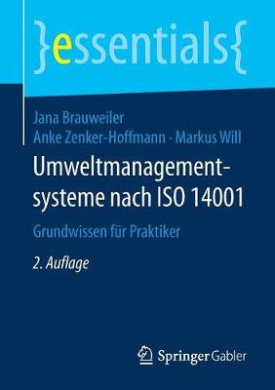 }essentials{
Jana Brauweiler
Anke Zenker-Hoffmann · Markus Will
Umweltmanagement-
systeme nach ISO 14001
Grundwissen für Praktiker
2. Auflage
Springer Gabler